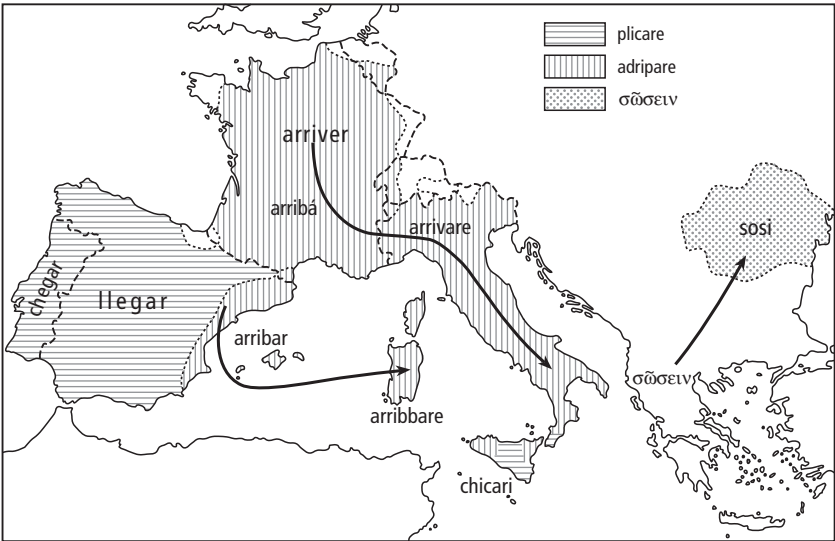 plicare
adripare
σῶσειν
arriver
arribá
arrivare
sosi
chegar
llegar
arribar
σῶσειν
arribbare
chicari